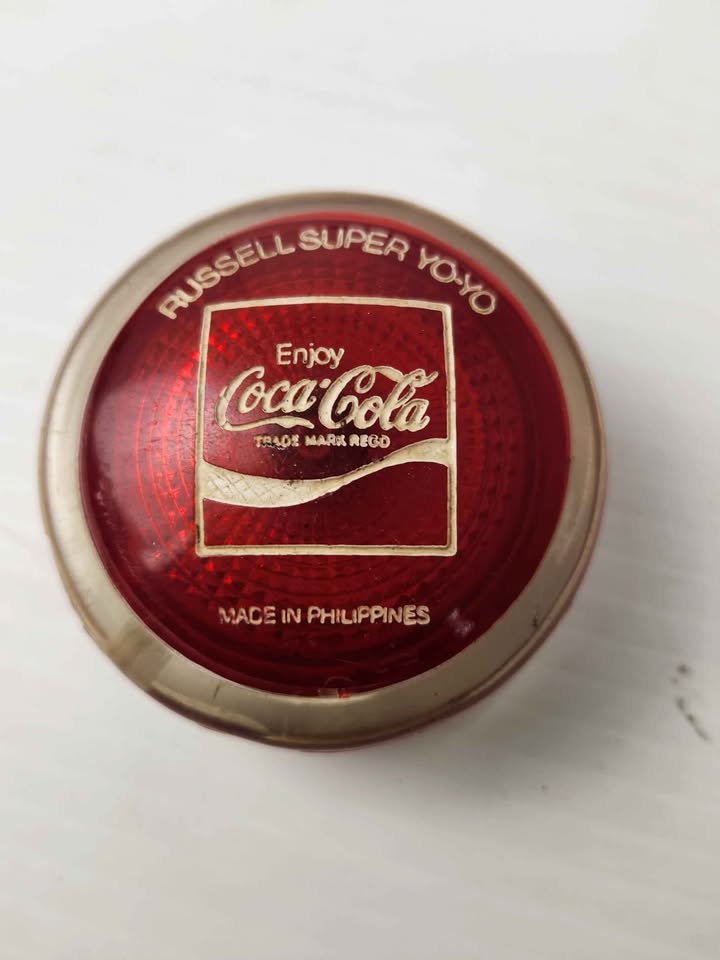 RUSSELL SUPER YO-YO
Enjoy
Coca-Cola
TRADE MARK REGD
MADE IN PHILIPPINES